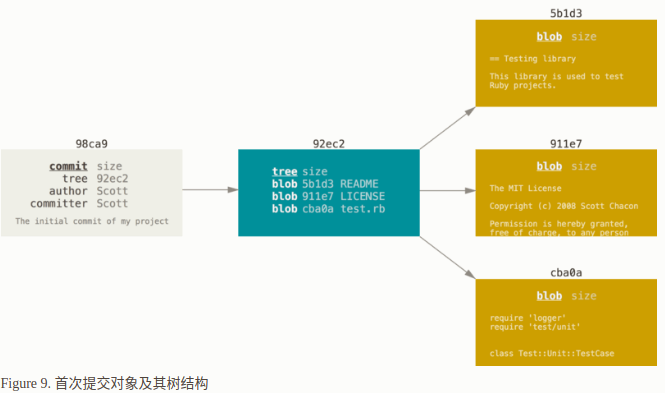 98ca9
commit size
tree 92ec2
author Scott
committer Scott
The initial commit of my project
92ec2
tree size
blob 5b1d3 README
blob 911e7 LICENSE
blob cba0a test.rb
5b1d3
blob size
== Testing library
This library is used to test
Ruby projects.
911e7
blob size
The MIT License
Copyright (c) 2008 Scott Chacon
Permission is hereby granted,
free of charge, to any person
cba0a
blob size
require 'logger'
require 'test/unit'
class Test::Unit::TestCase
Figure 9. 首次提交对象及其树结构